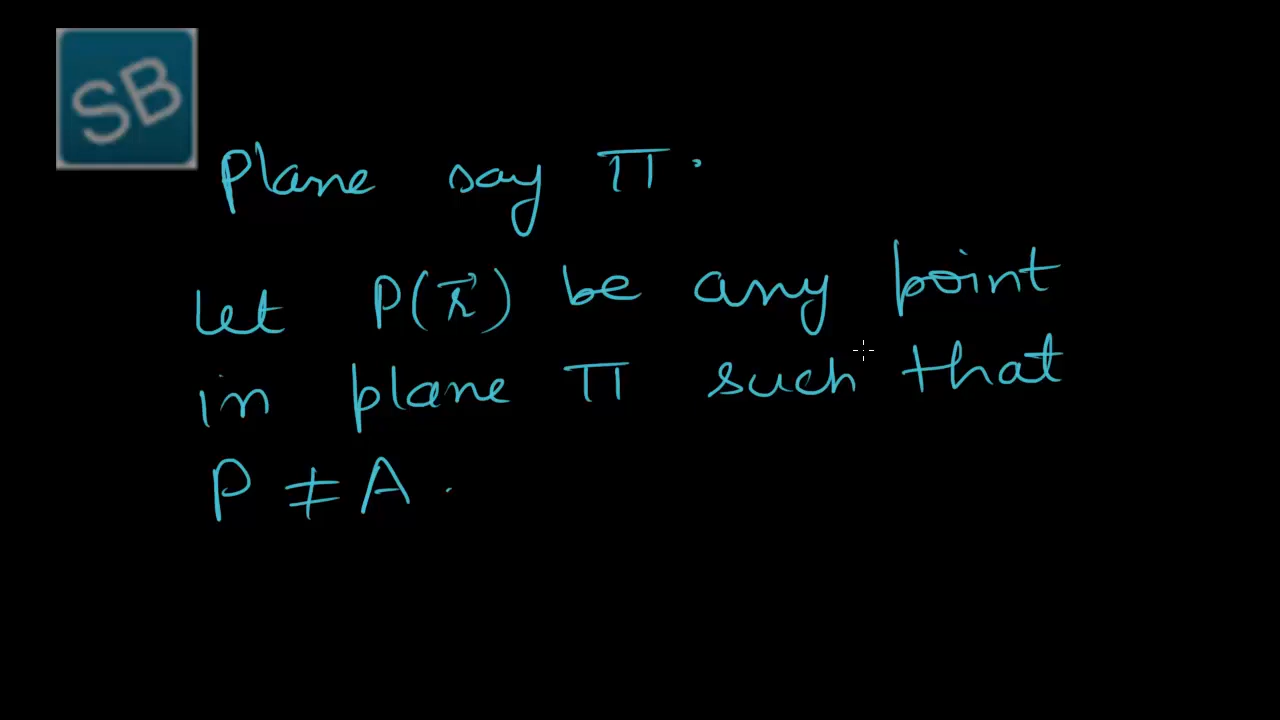 SB
Plane say π.
Let P(r⃗) be any point
in plane π such that
P ≠ A.